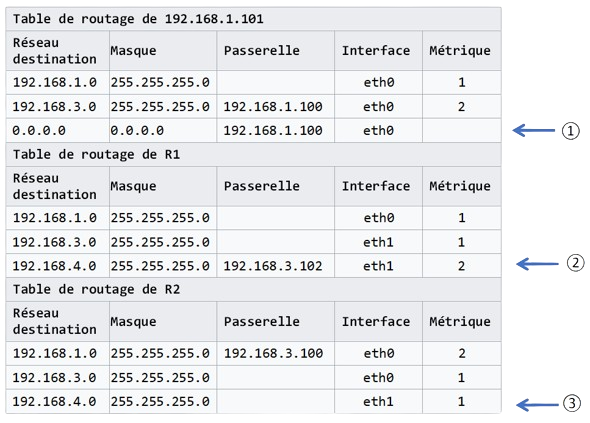 Table de routage de 192.168.1.101
Réseau destination Masque Passerelle Interface Métrique
192.168.1.0 255.255.255.0 eth0 1
192.168.3.0 255.255.255.0 192.168.1.100 eth0 2
0.0.0.0 0.0.0.0 192.168.1.100 eth0 ①
Table de routage de R1
Réseau destination Masque Passerelle Interface Métrique
192.168.1.0 255.255.255.0 eth0 1
192.168.3.0 255.255.255.0 eth1 1
192.168.4.0 255.255.255.0 192.168.3.102 eth1 2 ②
Table de routage de R2
Réseau destination Masque Passerelle Interface Métrique
192.168.1.0 255.255.255.0 192.168.3.100 eth0 2
192.168.3.0 255.255.255.0 eth0 1
192.168.4.0 255.255.255.0 eth1 1 ③